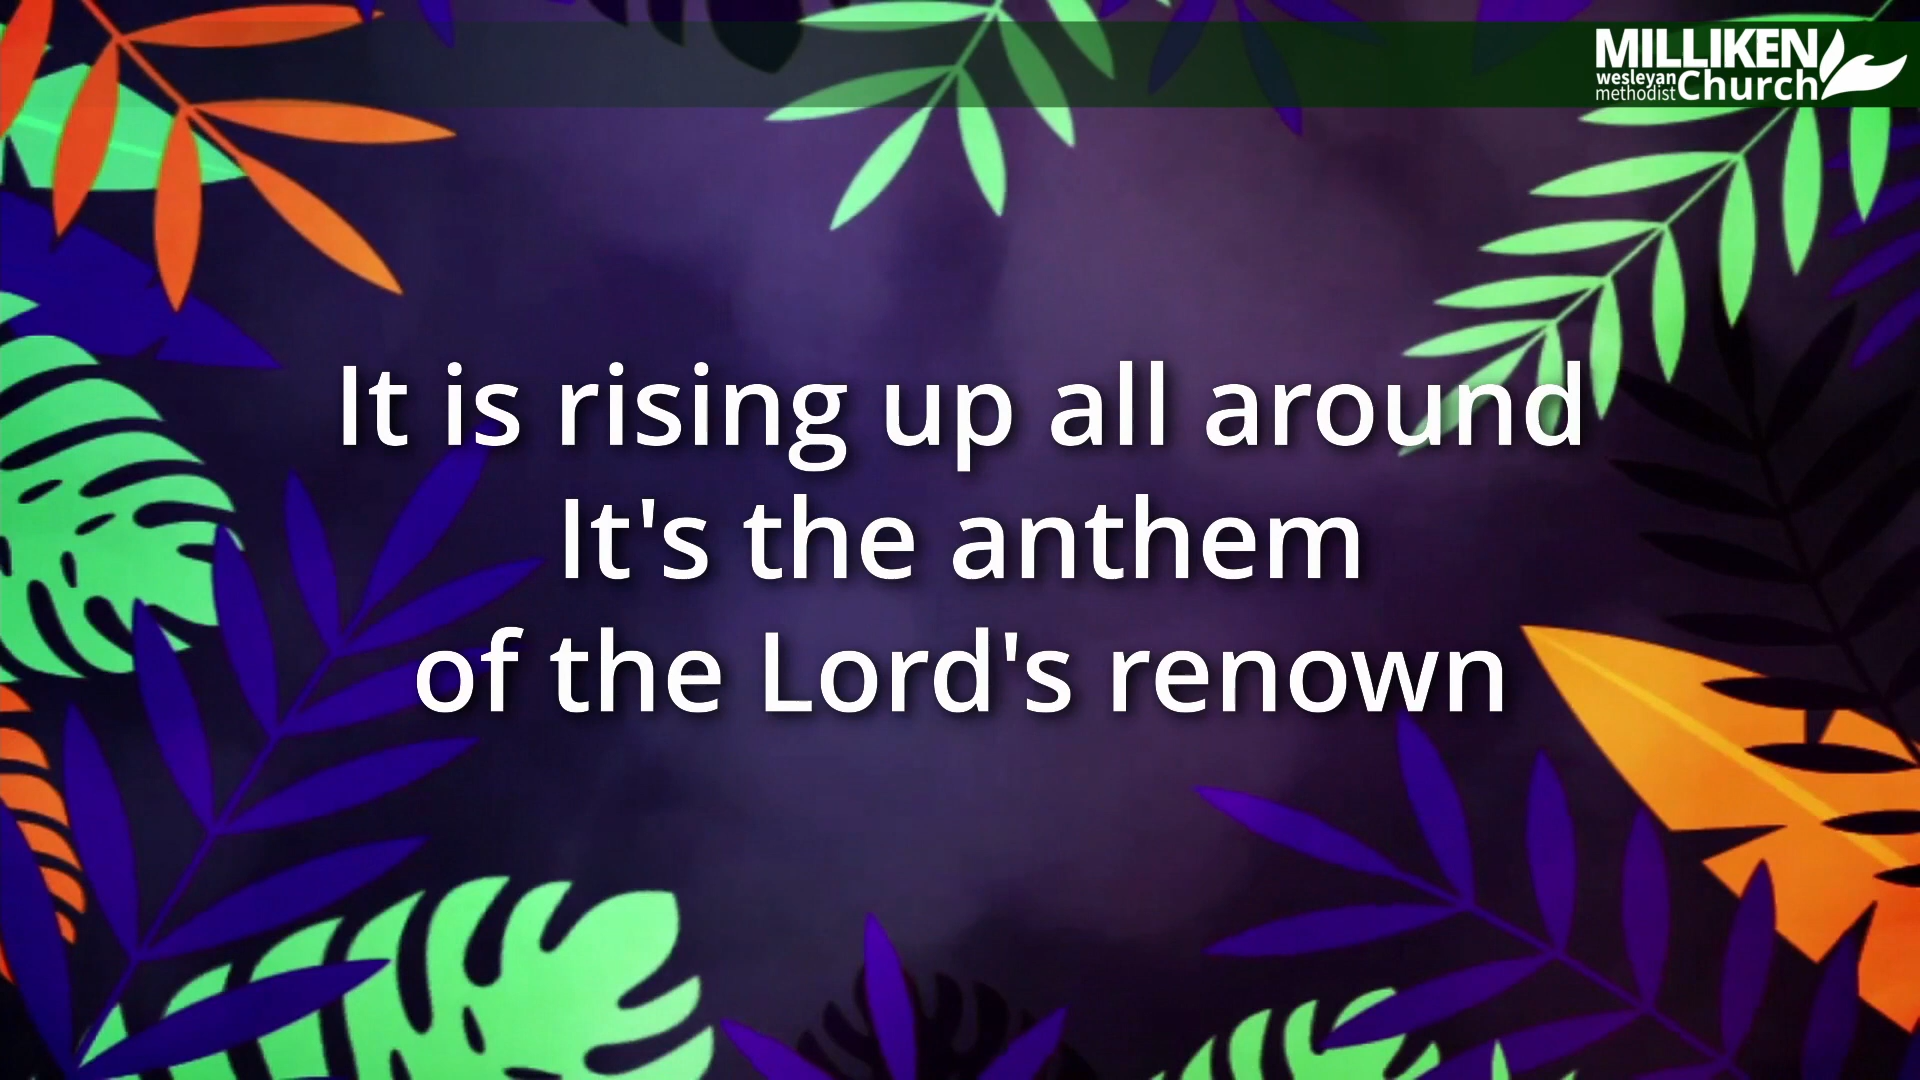 MILLIKEN
wesleyan
methodist Church
It is rising up all around
It's the anthem
of the Lord's renown